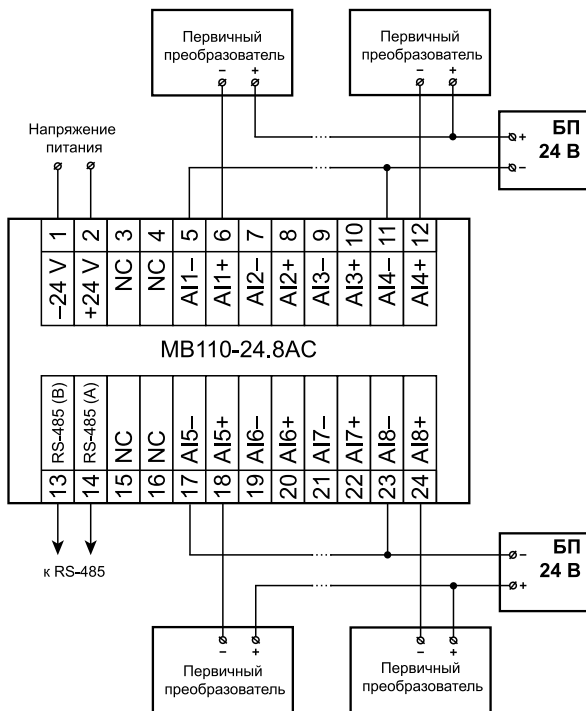 Первичный
преобразователь
– +
Первичный
преобразователь
– +
Напряжение
питания
+ БП
– 24 В
1 2 3 4 5 6 7 8 9 10 11 12
–24 V +24 V NC NC AI1– AI1+ AI2– AI2+ AI3– AI3+ AI4– AI4+
МВ110-24.8АС
RS-485 (B) RS-485 (A) NC NC AI5– AI5+ AI6– AI6+ AI7– AI7+ AI8– AI8+
13 14 15 16 17 18 19 20 21 22 23 24
к RS-485
– БП
+ 24 В
– +
Первичный
преобразователь
– +
Первичный
преобразователь